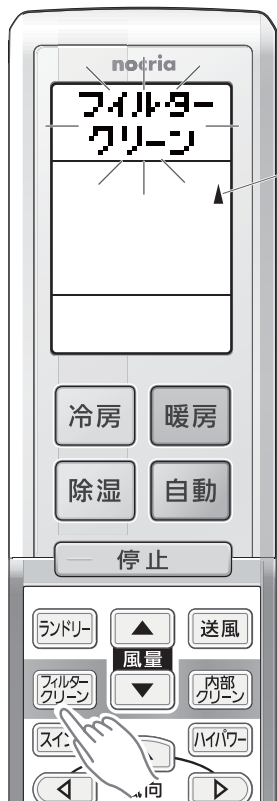 nocria
フィルター
クリーン
冷房
暖房
除湿
自動
停止
ランドリー
送風
風量
フィルター
クリーン
内部
クリーン
ハイパワー